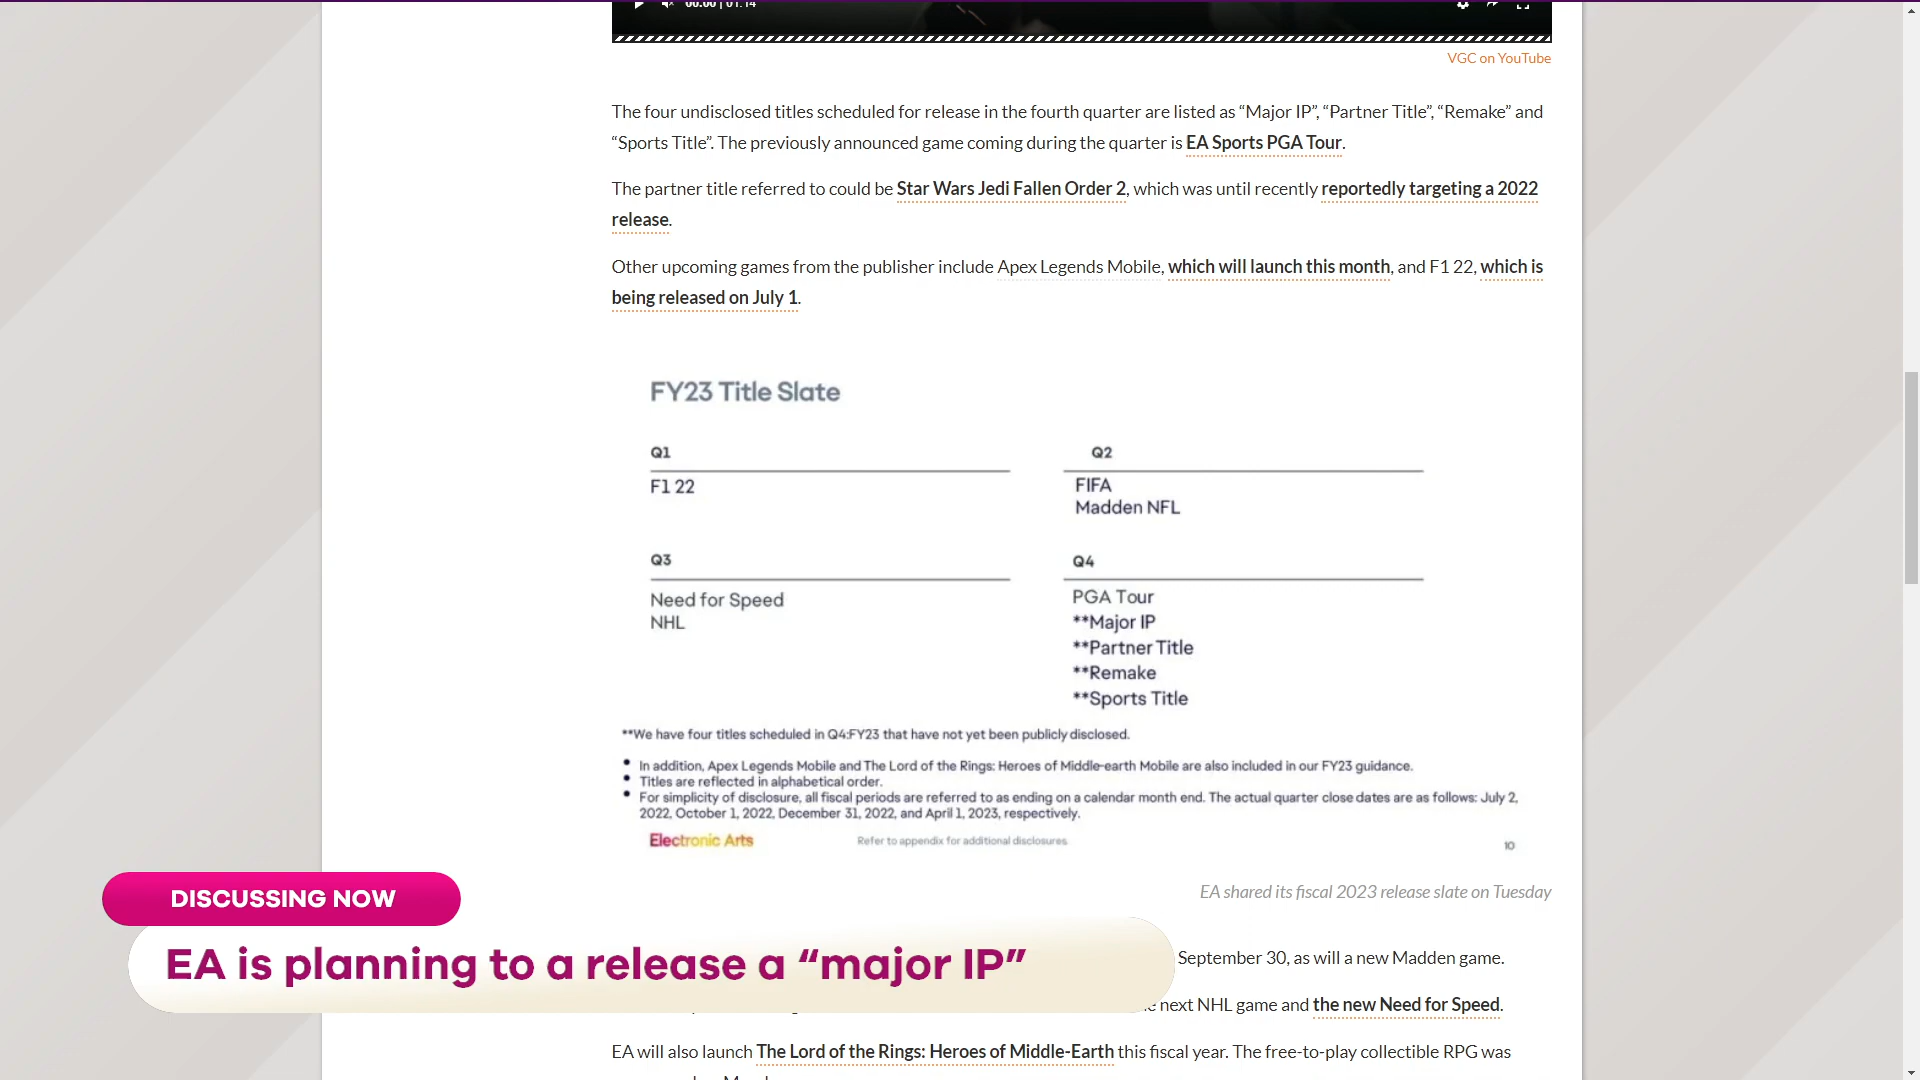 00:00 | 01:14
VGC on YouTube
The four undisclosed titles scheduled for release in the fourth quarter are listed as “Major IP”, “Partner Title”, “Remake” and
“Sports Title”. The previously announced game coming during the quarter is EA Sports PGA Tour.
The partner title referred to could be Star Wars Jedi Fallen Order 2, which was until recently reportedly targeting a 2022
release.
Other upcoming games from the publisher include Apex Legends Mobile, which will launch this month, and F1 22, which is
being released on July 1.
FY23 Title Slate
Q1
F1 22
Q2
FIFA
Madden NFL
Q3
Need for Speed
NHL
Q4
PGA Tour
**Major IP
**Partner Title
**Remake
**Sports Title
**We have four titles scheduled in Q4:FY23 that have not yet been publicly disclosed.
• In addition, Apex Legends Mobile and The Lord of the Rings: Heroes of Middle-earth Mobile are also included in our FY23 guidance.
• Titles are reflected in alphabetical order.
• For simplicity of disclosure, all fiscal periods are referred to as ending on a calendar month end. The actual quarter close dates are as follows: July 2,
2022, October 1, 2022, December 31, 2022, and April 1, 2023, respectively.
Electronic Arts
Refer to appendix for additional disclosures.
10
EA shared its fiscal 2023 release slate on Tuesday
DISCUSSING NOW
EA is planning to a release a “major IP”
September 30, as will a new Madden game.
next NHL game and the new Need for Speed.
EA will also launch The Lord of the Rings: Heroes of Middle-Earth this fiscal year. The free-to-play collectible RPG was